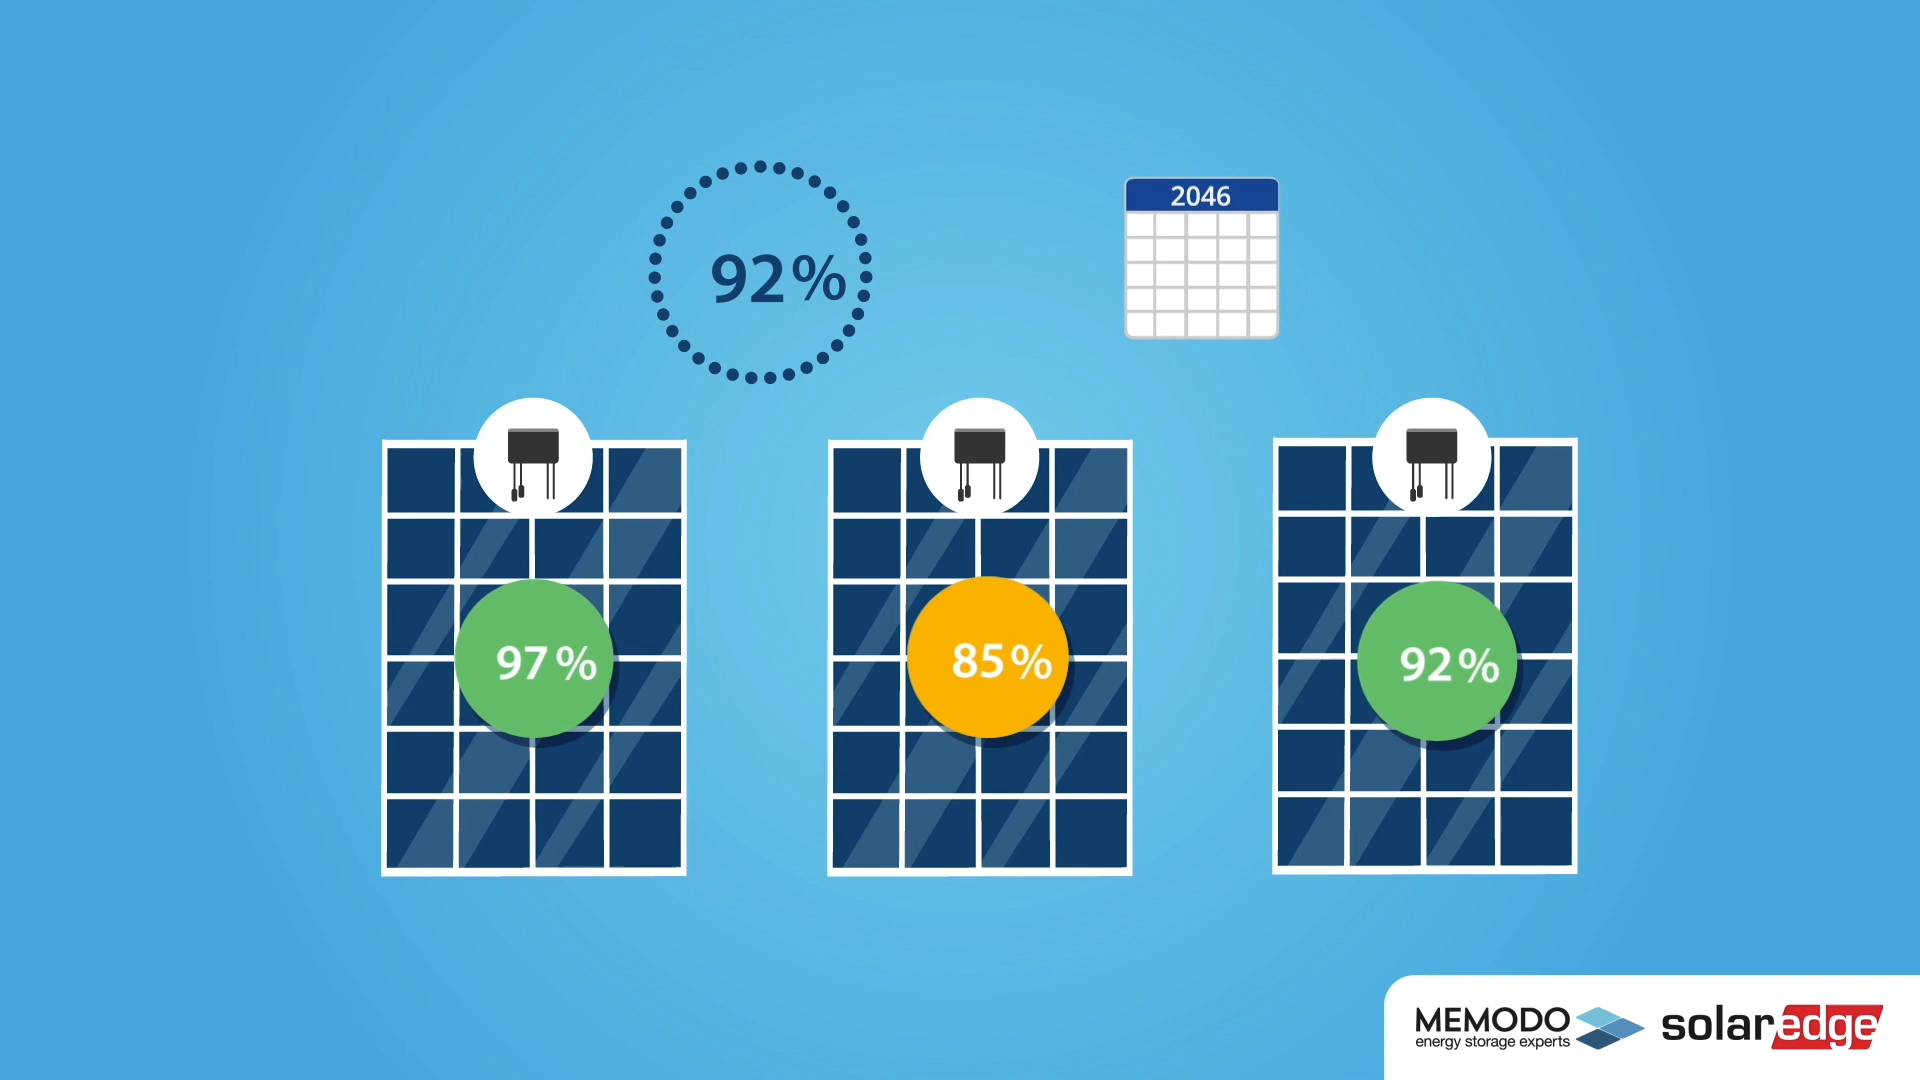 92%
2046
97%
85%
92%
MEMODO
energy storage experts
solaredge